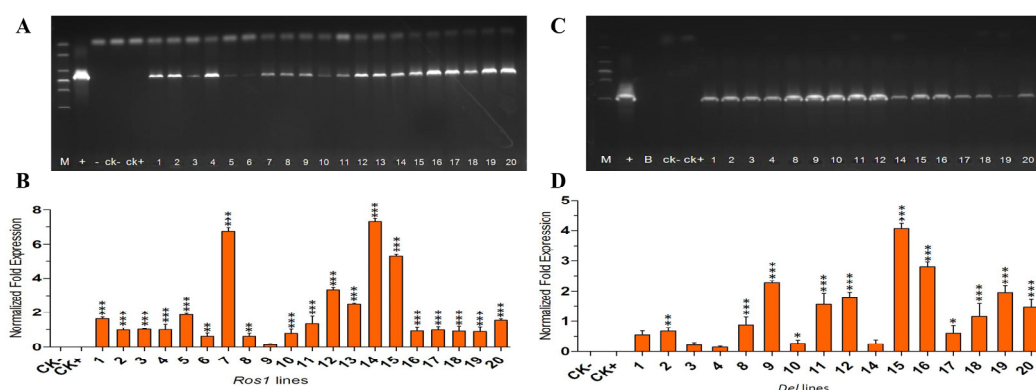 A
M + - ck- ck+ 1 2 3 4 5 6 7 8 9 10 11 12 13 14 15 16 17 18 19 20
B
Normalized Fold Expression
8
6
4
2
0
*** *** *** *** *** ** *** ** *** *** *** *** *** *** *** *** *** *** ***
CK- CK+ 1 2 3 4 5 6 7 8 9 10 11 12 13 14 15 16 17 18 19 20
Ros1 lines
C
M + B ck- ck+ 1 2 3 4 8 9 10 11 12 14 15 16 17 18 19 20
D
Normalized Fold Expression
5
4
3
2
1
0
** *** *** * *** *** *** *** * *** *** ***
CK- CK+ 1 2 3 4 8 9 10 11 12 14 15 16 17 18 19 20
Del lines